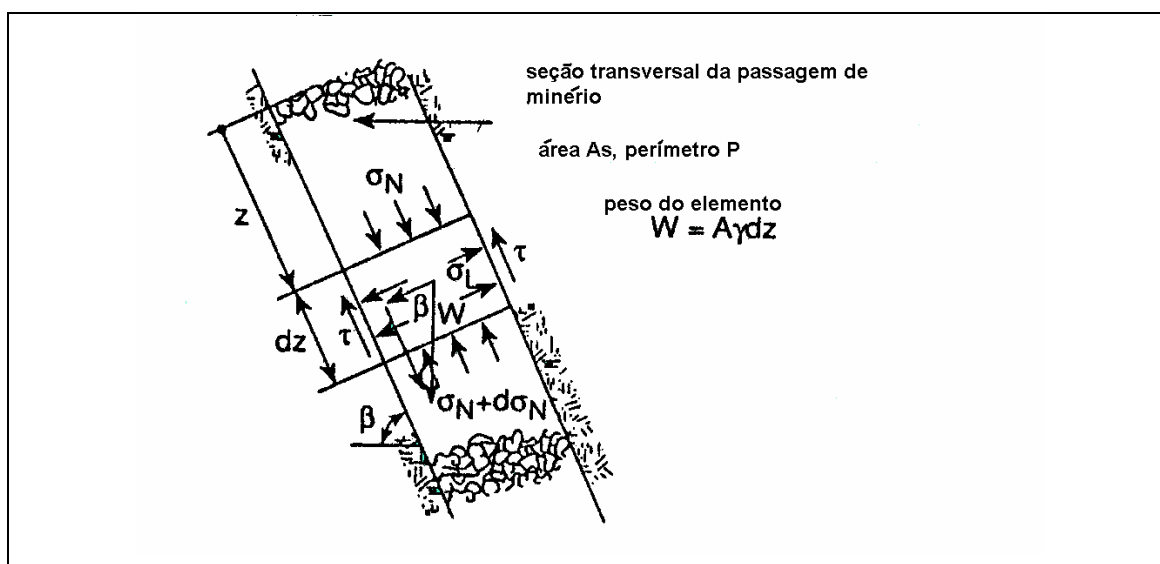 seção transversal da passagem de
minério
área As, perímetro P
peso do elemento
W = Aγdz
σN
z
τ
σL
β
W
dz
τ
σN+dσN
β